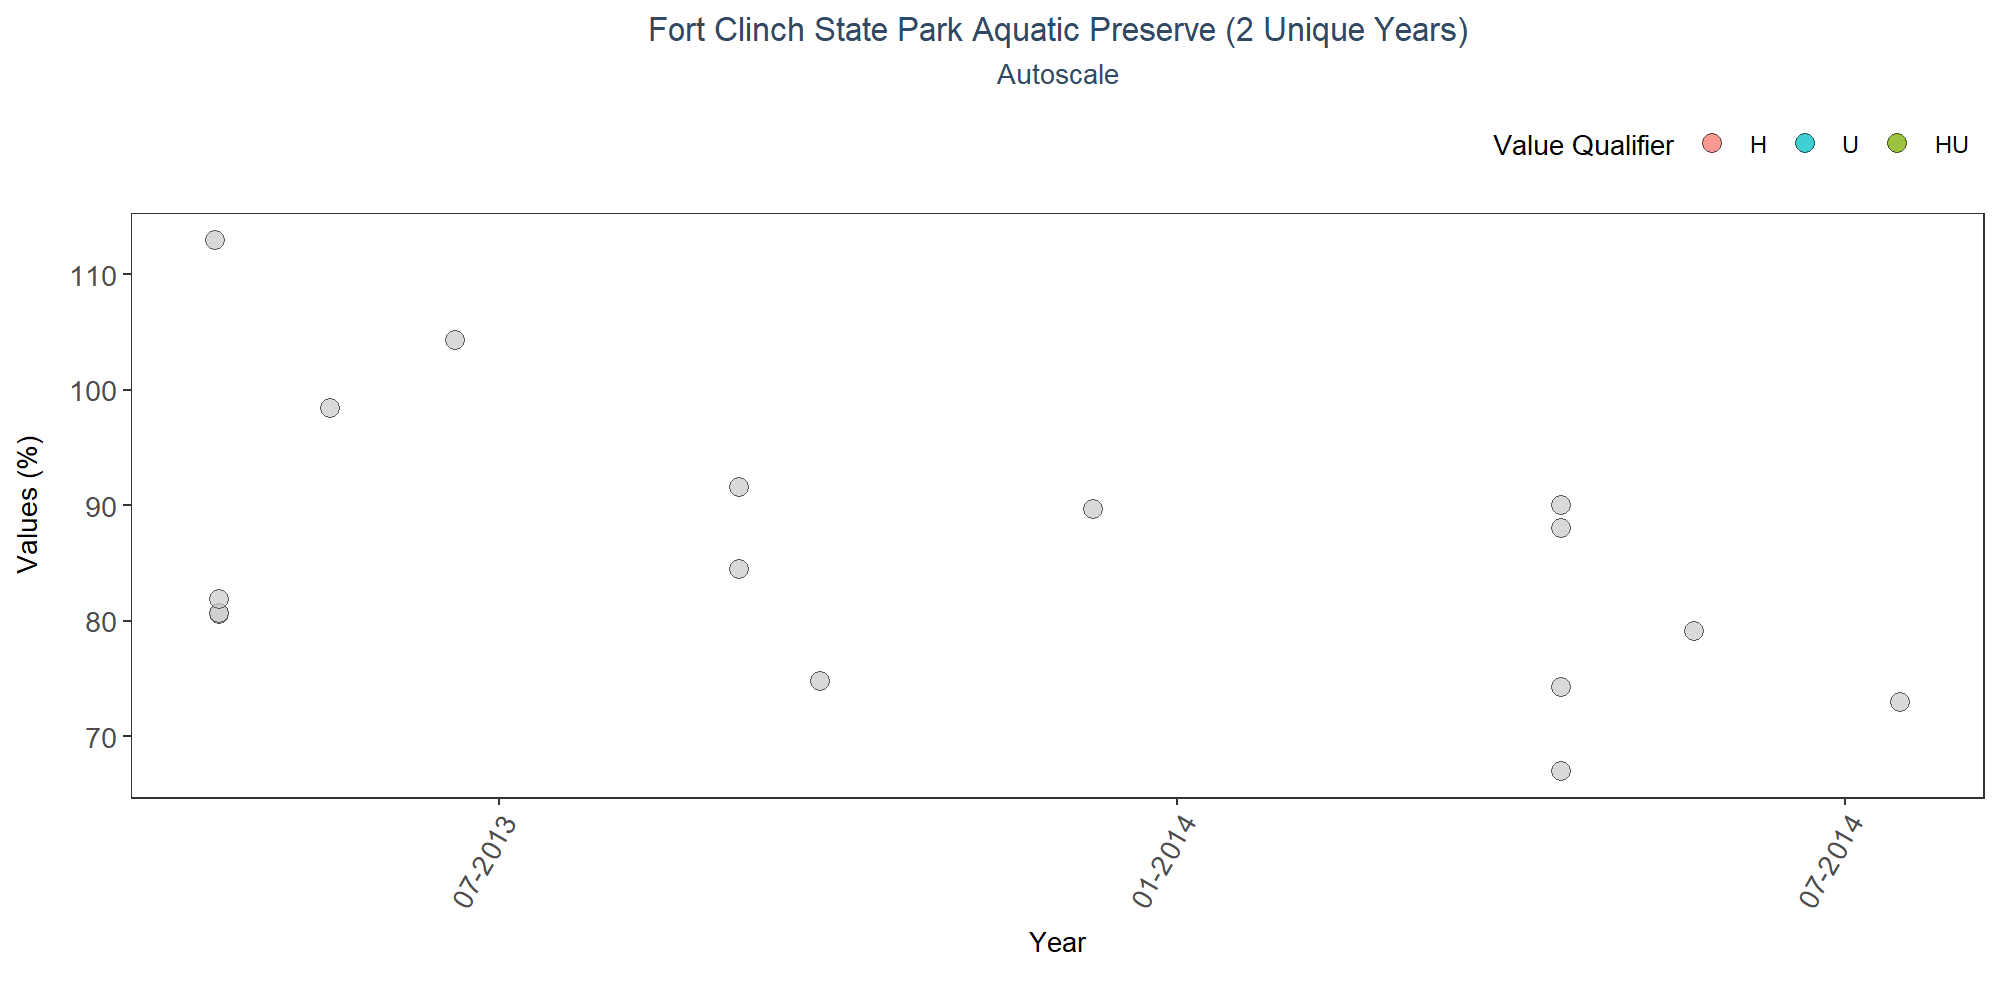 Fort Clinch State Park Aquatic Preserve (2 Unique Years)
Autoscale
Value Qualifier H U HU
110
100
90
80
70
Values (%)
07-2013 01-2014 07-2014
Year